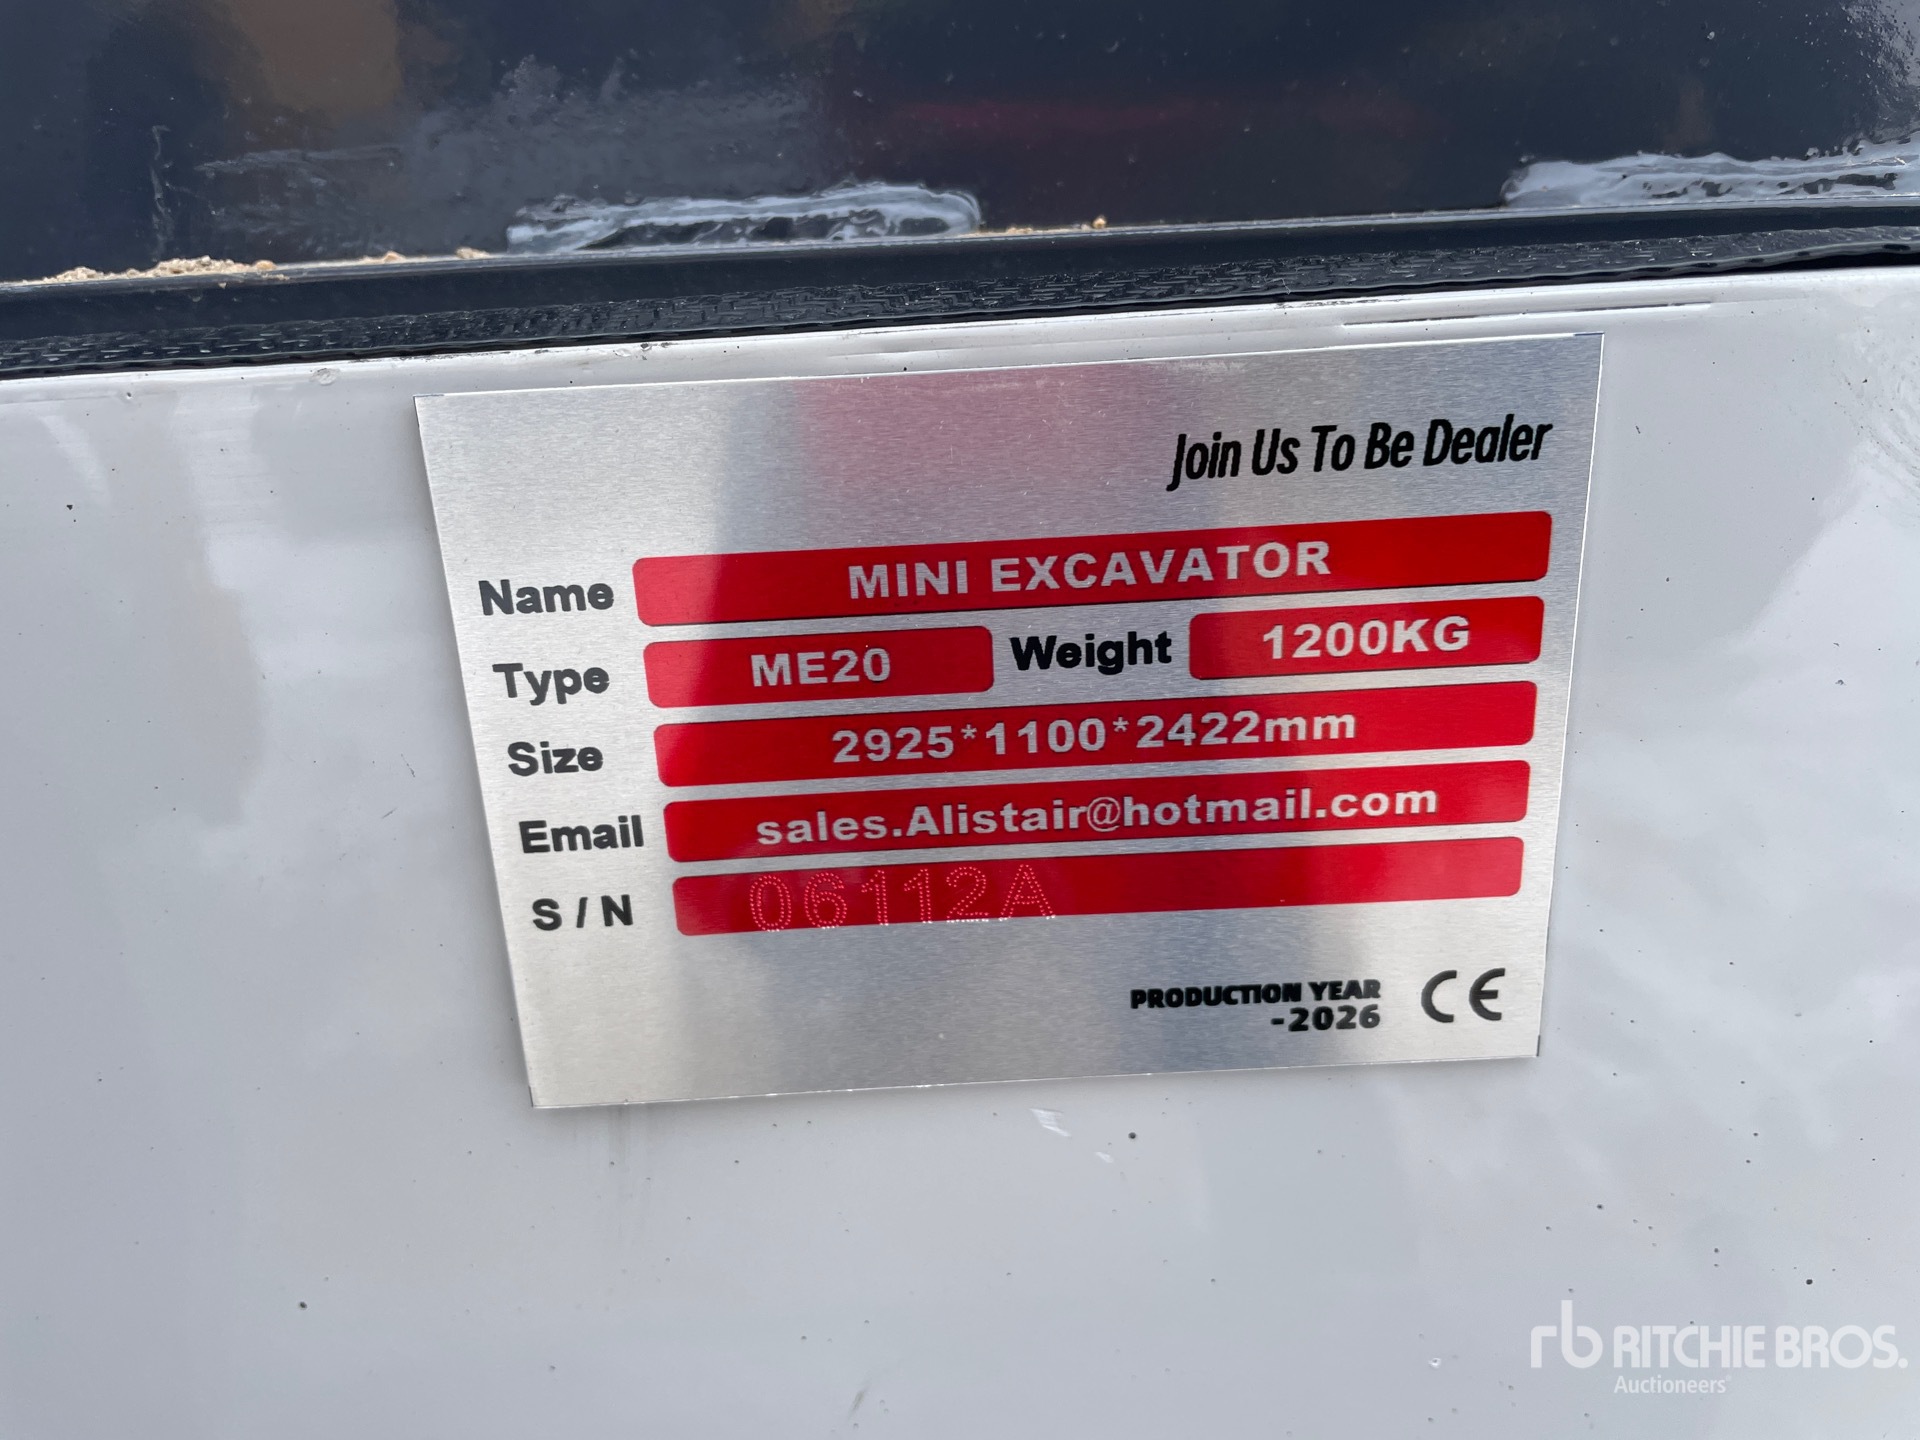 Join Us To Be Dealer
Name MINI EXCAVATOR
Type ME20 Weight 1200KG
Size 2925*1100*2422mm
Email sales.Alistair@hotmail.com
S / N 06112A
PRODUCTION YEAR
-2026 CE
rb RITCHIE BROS.
Auctioneers